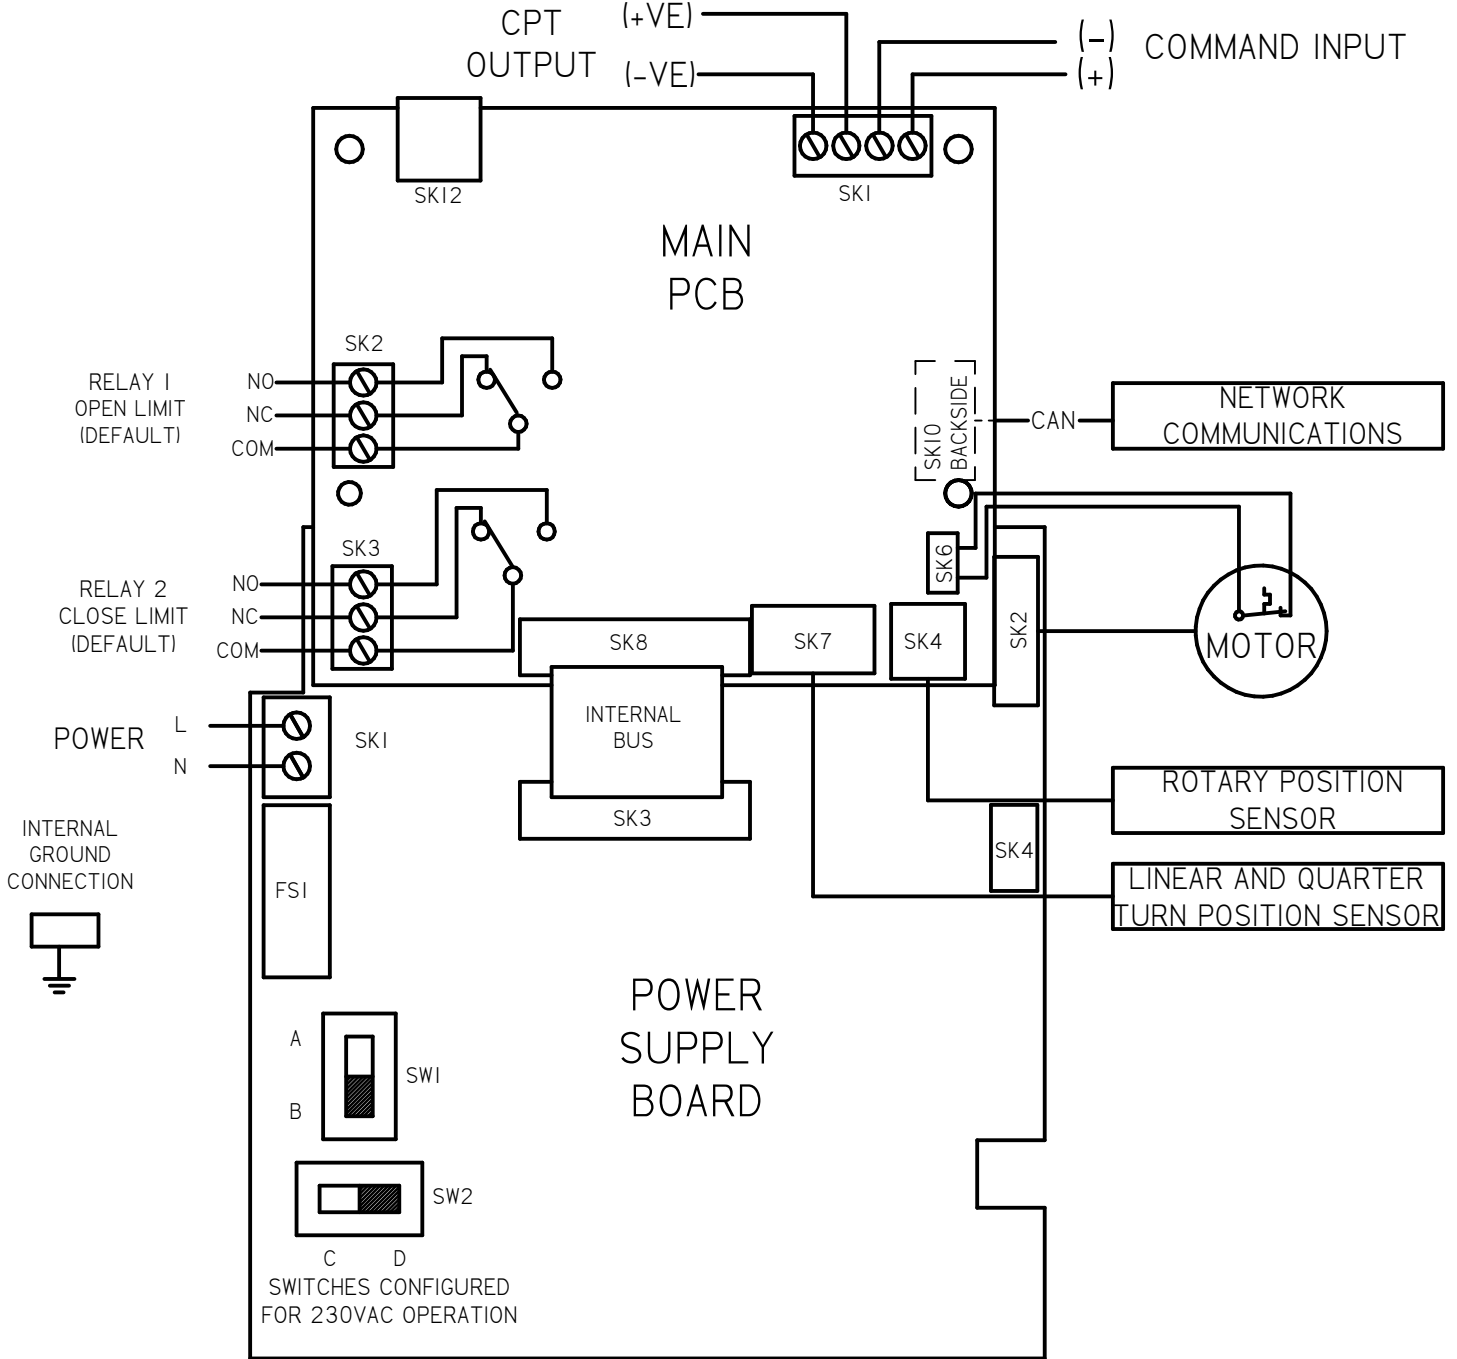 CPT
OUTPUT
(+VE)
(-VE)
(-)
(+)
COMMAND INPUT
SK12
SK1
MAIN
PCB
SK2
RELAY 1
OPEN LIMIT
(DEFAULT)
NO
NC
COM
SK10
BACKSIDE
CAN
NETWORK
COMMUNICATIONS
SK3
RELAY 2
CLOSE LIMIT
(DEFAULT)
NO
NC
COM
SK6
SK2
MOTOR
SK8
SK7
SK4
INTERNAL
BUS
SK3
POWER
L
N
SK1
ROTARY POSITION
SENSOR
SK4
LINEAR AND QUARTER
TURN POSITION SENSOR
INTERNAL
GROUND
CONNECTION
FS1
POWER
SUPPLY
BOARD
A
B
SW1
SW2
C D
SWITCHES CONFIGURED
FOR 230VAC OPERATION